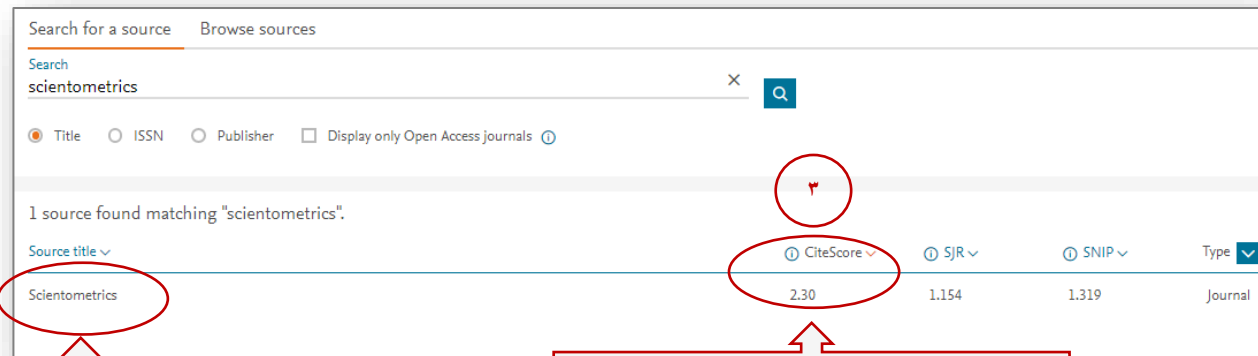 Search for a source Browse sources
Search
scientometrics
Title ISSN Publisher Display only Open Access journals
۳
1 source found matching "scientometrics".
Source title CiteScore SJR SNIP Type
Scientometrics 2.30 1.154 1.319 Journal